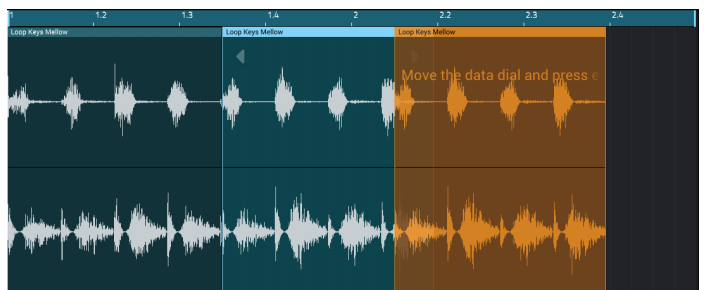 1 1.2 1.3 1.4 2 2.2 2.3 2.4
Loop Keys Mellow Loop Keys Mellow Loop Keys Mellow
Move the data dial and press e